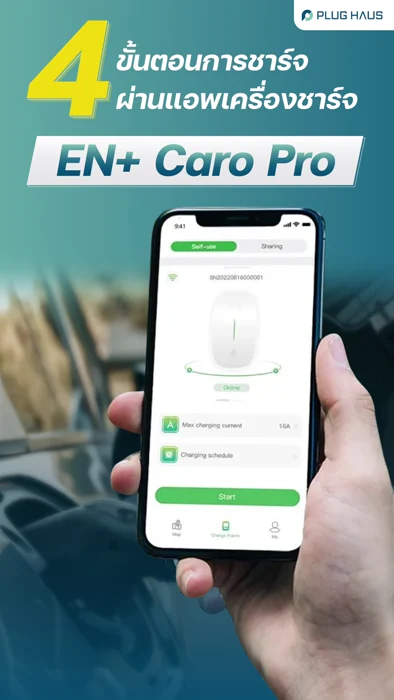 PLUG HAUS
4
ขั้นตอนการชาร์จ
ผ่านแอพเครื่องชาร์จ
EN+ Caro Pro
9:41
Self-use
Sharing
SN20220816000001
Online
Max charging current
16A
Charging schedule
Start
Map
Charge Points
Me